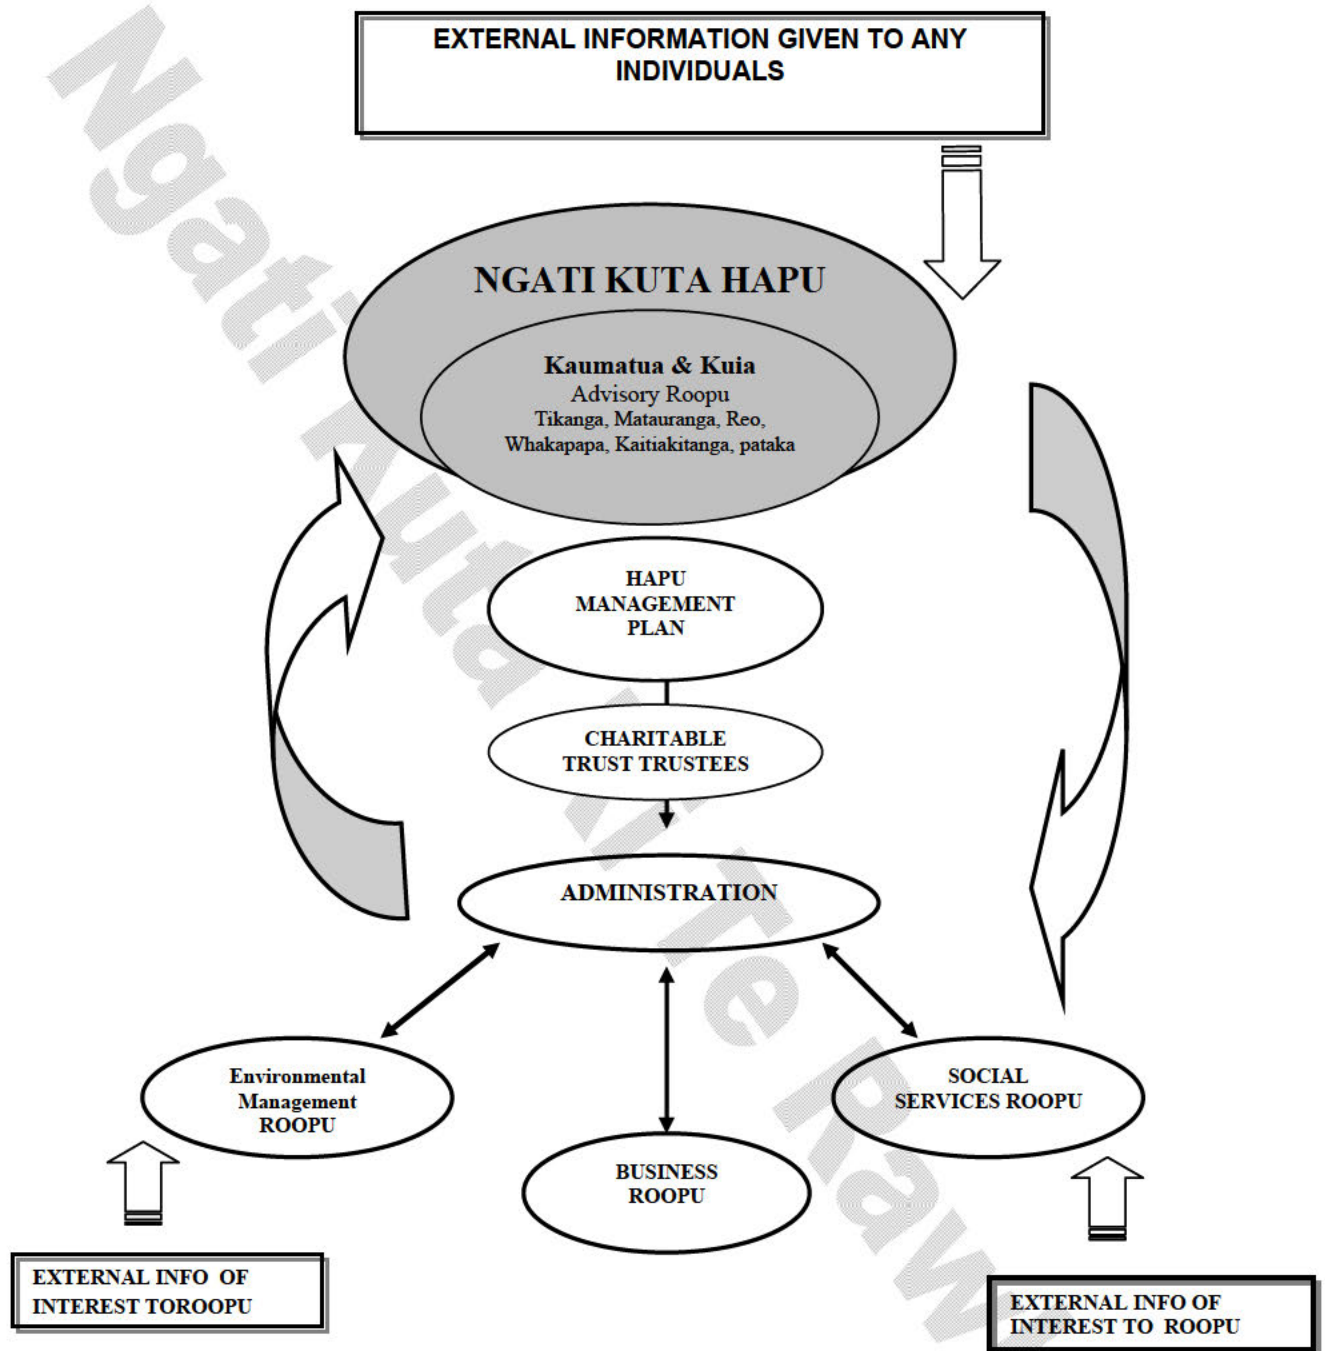 EXTERNAL INFORMATION GIVEN TO ANY
INDIVIDUALS
NGATI KUTA HAPU
Kaumatua & Kuia
Advisory Roopu
Tikanga, Matauranga, Reo,
Whakapapa, Kaitiakitanga, pataka
HAPU
MANAGEMENT
PLAN
CHARITABLE
TRUST TRUSTEES
ADMINISTRATION
Environmental
Management
ROOPU
SOCIAL
SERVICES ROOPU
BUSINESS
ROOPU
EXTERNAL INFO OF
INTEREST TOROOPU
EXTERNAL INFO OF
INTEREST TO ROOPU
Ngati Kuta Ki Te Raw